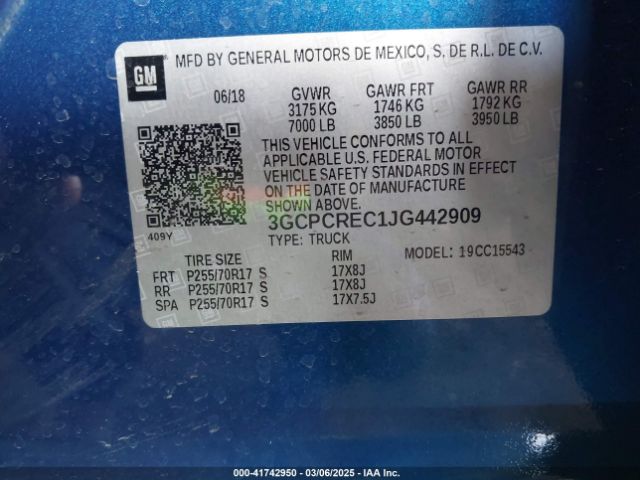 GM
MFD BY GENERAL MOTORS DE MEXICO, S. DE R.L. DE C.V.
06/18 GVWR GAWR FRT GAWR RR
3175 KG 1746 KG 1792 KG
7000 LB 3850 LB 3950 LB
THIS VEHICLE CONFORMS TO ALL
APPLICABLE U.S. FEDERAL MOTOR
VEHICLE SAFETY STANDARDS IN EFFECT
ON THE DATE OF MANUFACTURE
SHOWN ABOVE.
3GCPCREC1JG442909
409Y
TYPE: TRUCK MODEL: 19CC15543
TIRE SIZE RIM
FRT P255/70R17 S 17X8J
RR P255/70R17 S 17X8J
SPA P255/70R17 S 17X7.5J
000-41742950 - 03/06/2025 - IAAI.COM